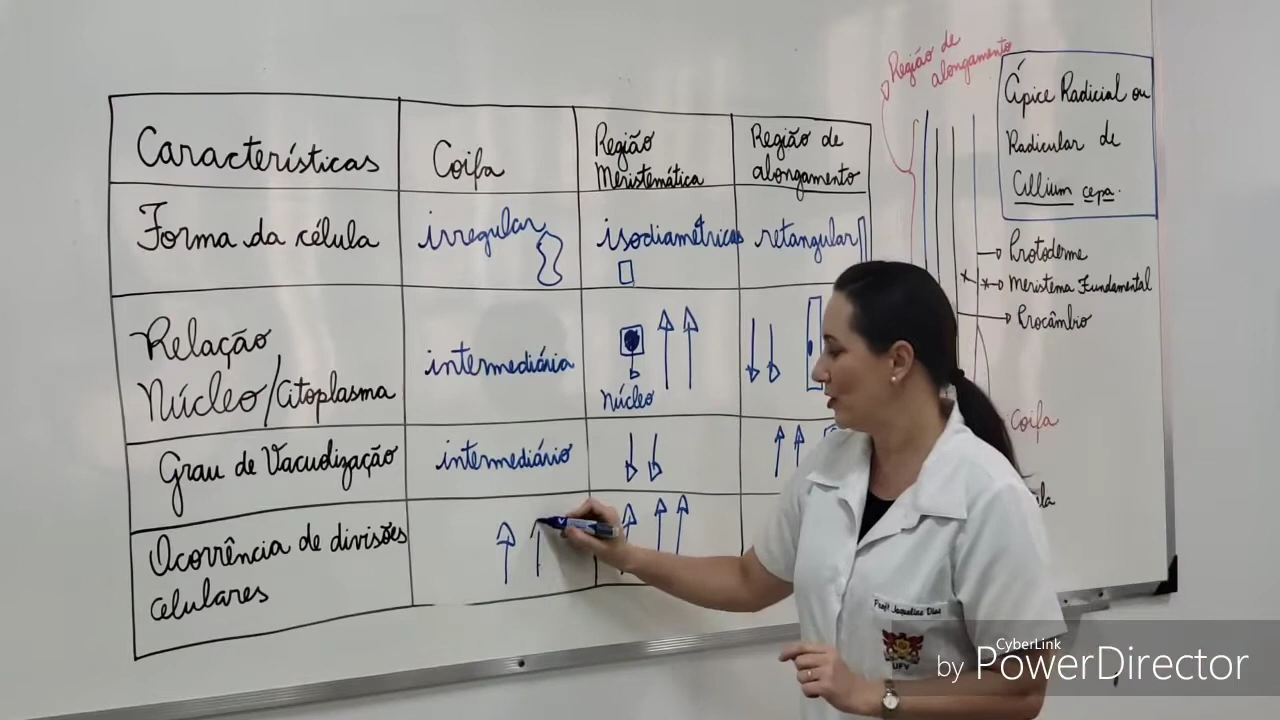 Região de
alongamento
Ápice Radicial ou
Radicular de
Cillium cepa.
Características
Coifa
Região
Meristemática
Região de
alongamento
Forma da célula
irregular
isodiamétricas
retangular
Protoderme
Meristema Fundamental
Procâmbio
Relação
Núcleo/Citoplasma
intermediária
Núcleo
Coifa
Grau de Vacuolização
intermediário
Ocorrência de divisões
celulares
Profª Jaqueline Dias
UFV
CyberLink
by PowerDirector